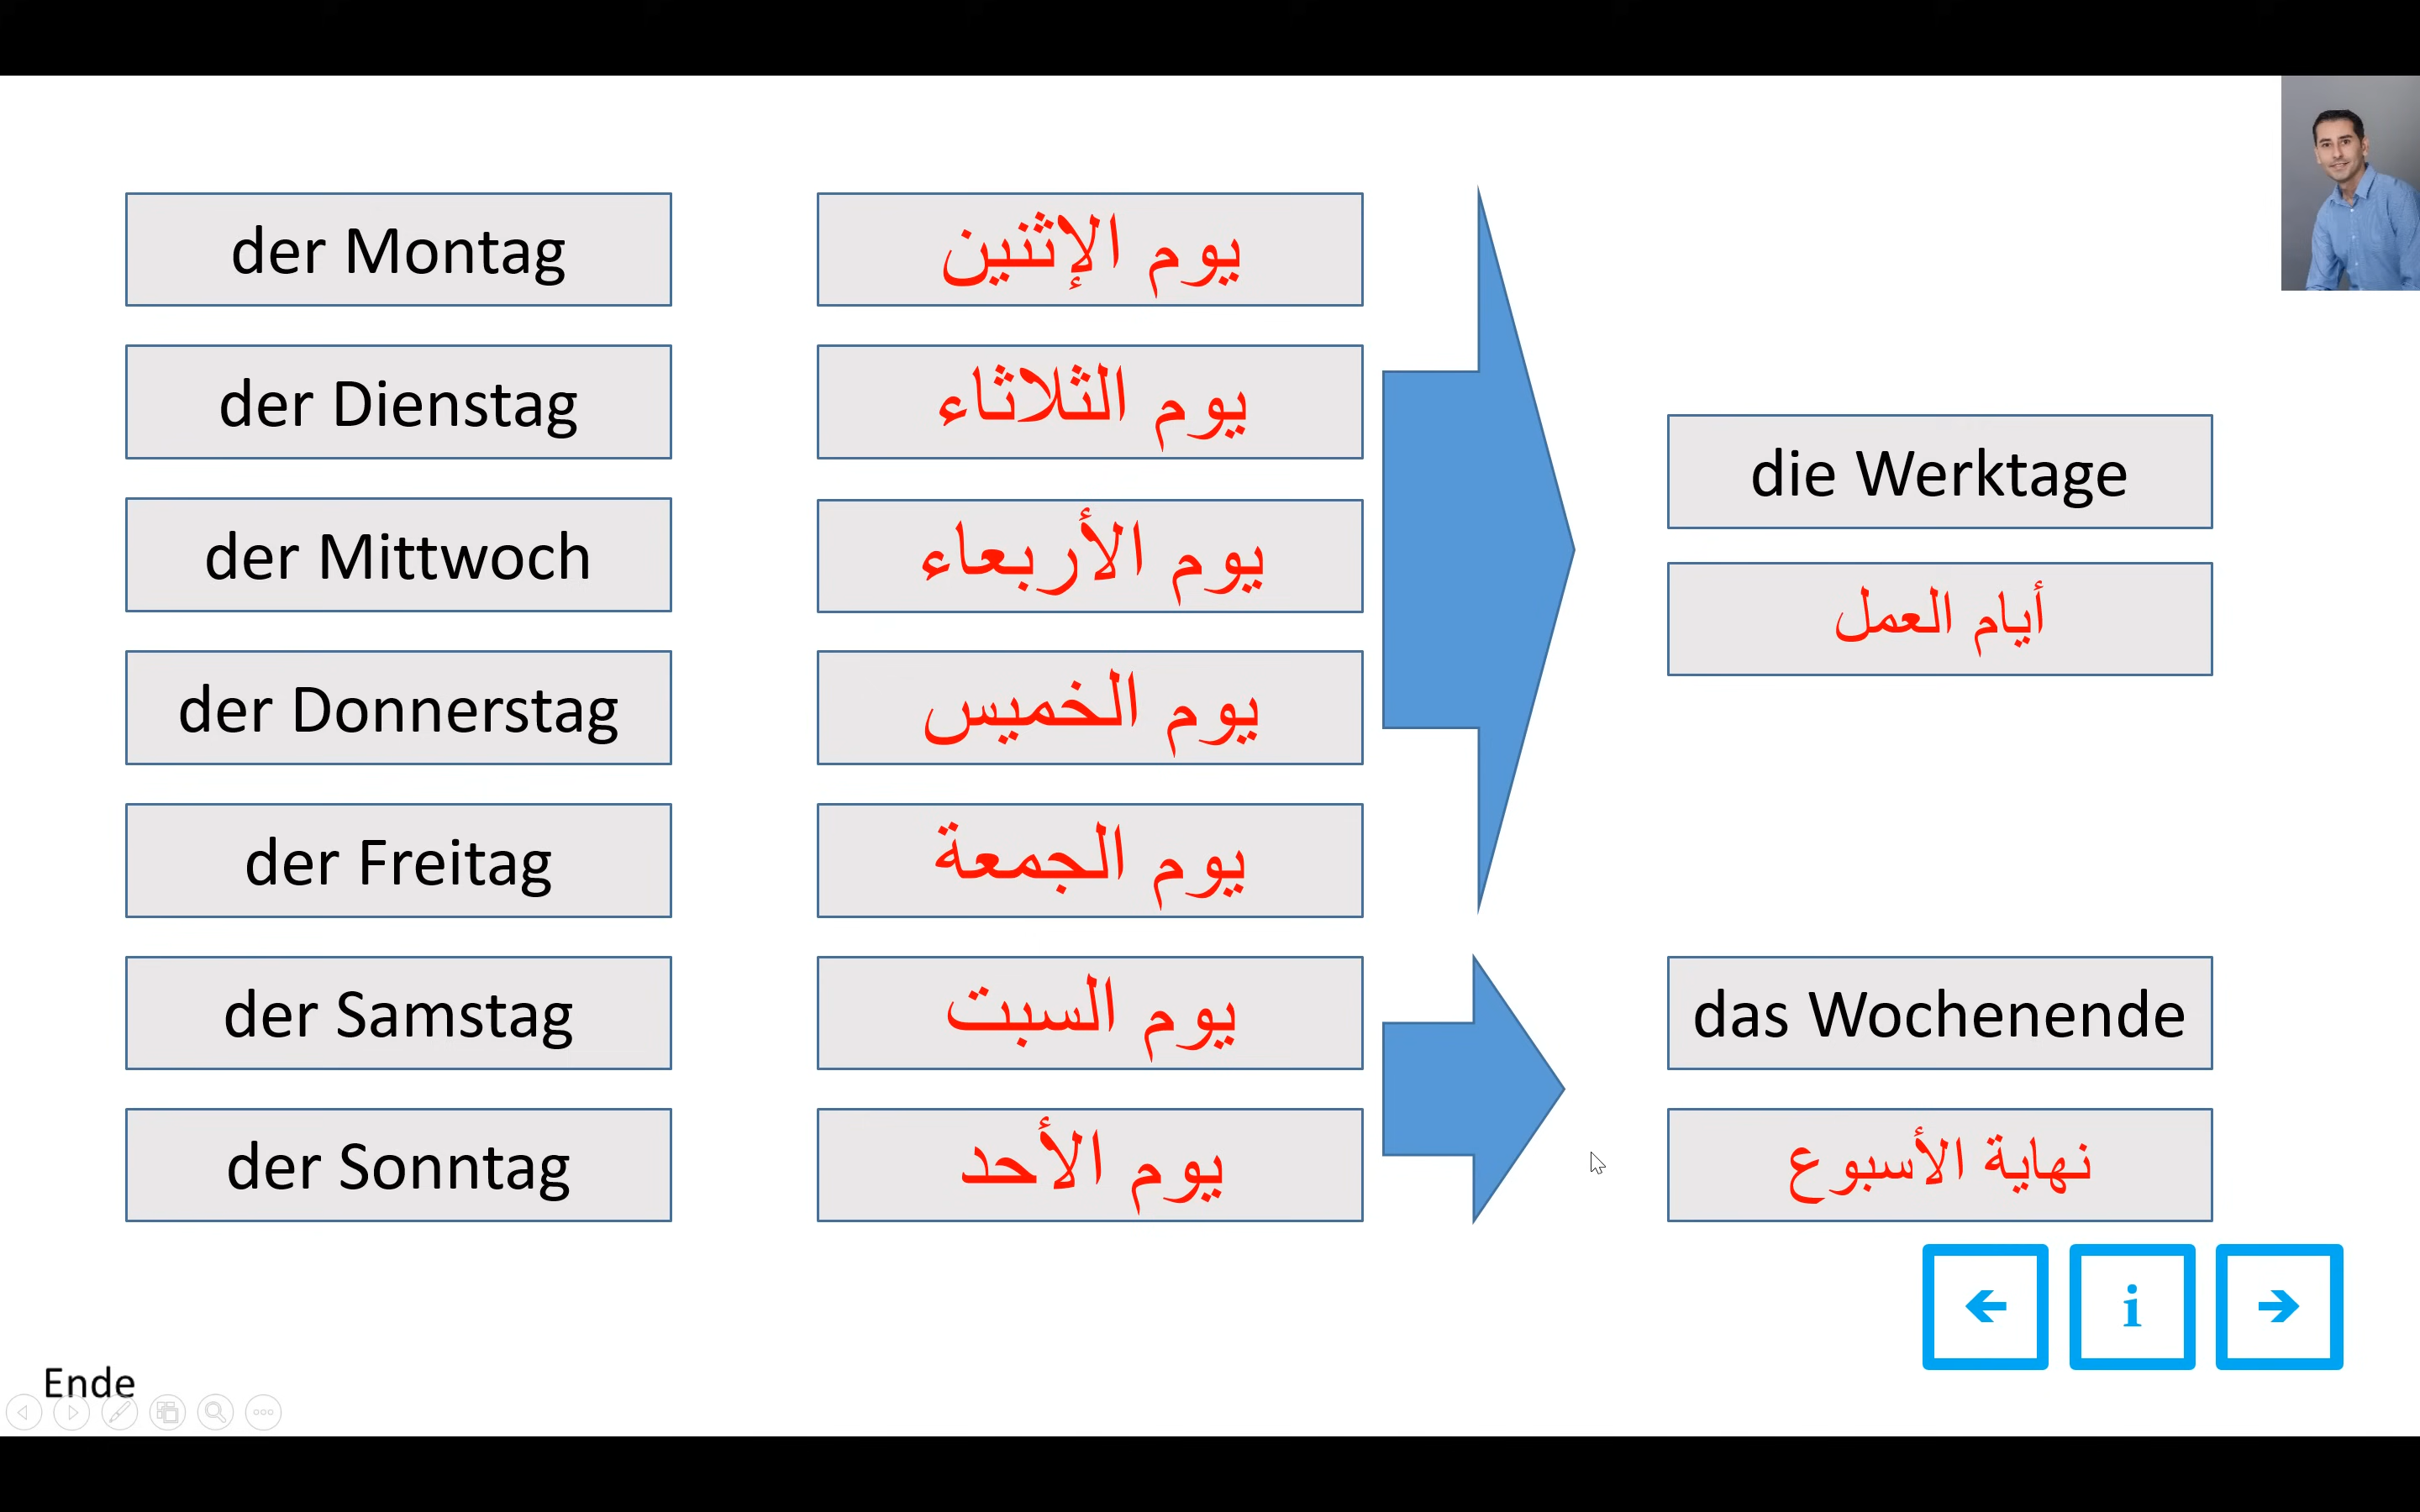 der Montag
يوم الإثنين
der Dienstag
يوم الثلاثاء
der Mittwoch
يوم الأربعاء
der Donnerstag
يوم الخميس
der Freitag
يوم الجمعة
der Samstag
يوم السبت
der Sonntag
يوم الأحد
die Werktage
أيام العمل
das Wochenende
نهاية الأسبوع
i
Ende